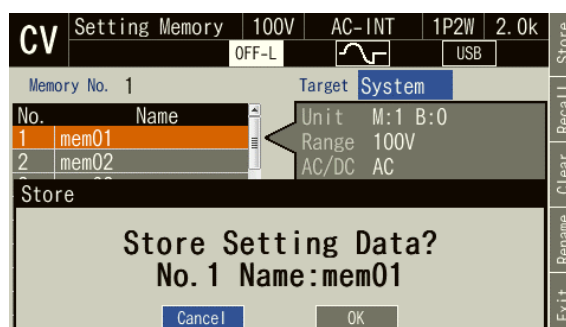 CV
Setting Memory 100V AC-INT 1P2W 2.0k
OFF-L USB
Memory No. 1 Target System
No. Name
1 mem01
2 mem02
Unit M:1 B:0
Range 100V
AC/DC AC
Store
Store Setting Data?
No.1 Name:mem01
Cancel OK
Store
Recall
Clear
Rename
Exit